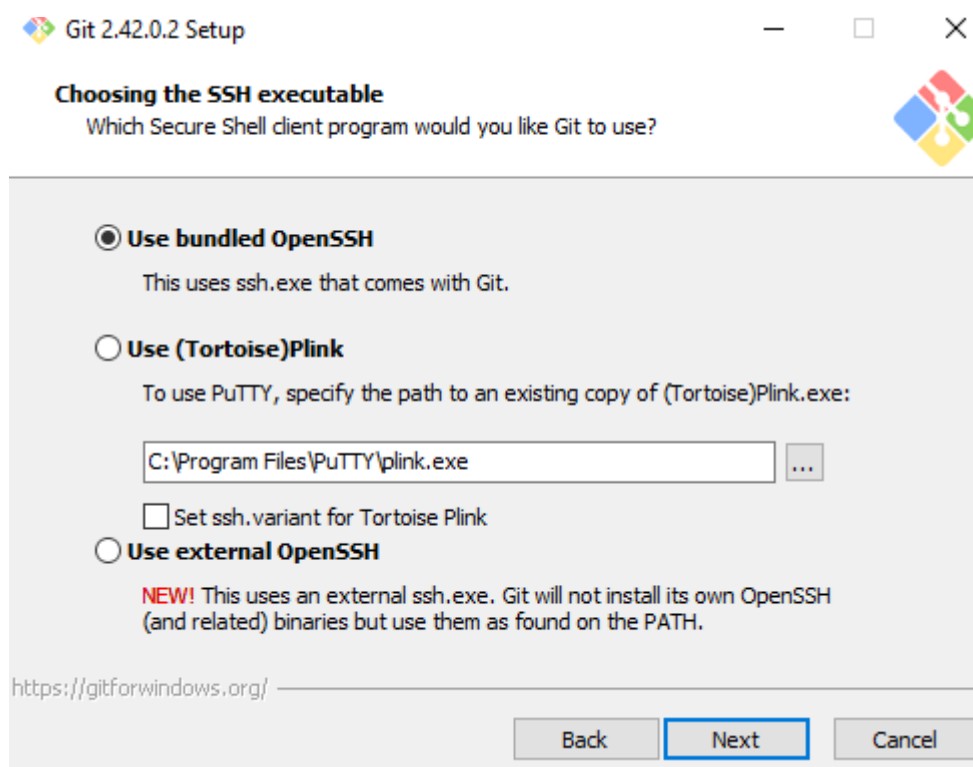 Git 2.42.0.2 Setup
Choosing the SSH executable
Which Secure Shell client program would you like Git to use?
Use bundled OpenSSH
This uses ssh.exe that comes with Git.
Use (Tortoise)Plink
To use PuTTY, specify the path to an existing copy of (Tortoise)Plink.exe:
C:\Program Files\PuTTY\plink.exe
...
Set ssh.variant for Tortoise Plink
Use external OpenSSH
NEW! This uses an external ssh.exe. Git will not install its own OpenSSH
(and related) binaries but use them as found on the PATH.
https://gitforwindows.org/
Back Next Cancel